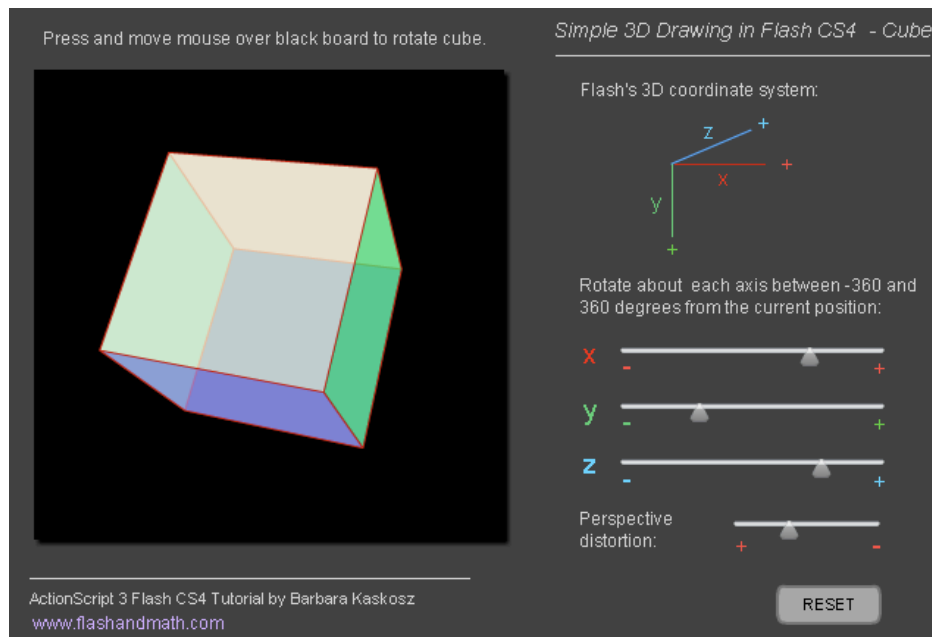 Press and move mouse over black board to rotate cube.
Simple 3D Drawing in Flash CS4 - Cube
Flash's 3D coordinate system:
z +
x +
y
+
Rotate about each axis between -360 and
360 degrees from the current position:
x
- +
y
- +
z
- +
Perspective
distortion:
+ -
ActionScript 3 Flash CS4 Tutorial by Barbara Kaskosz
www.flashandmath.com
RESET